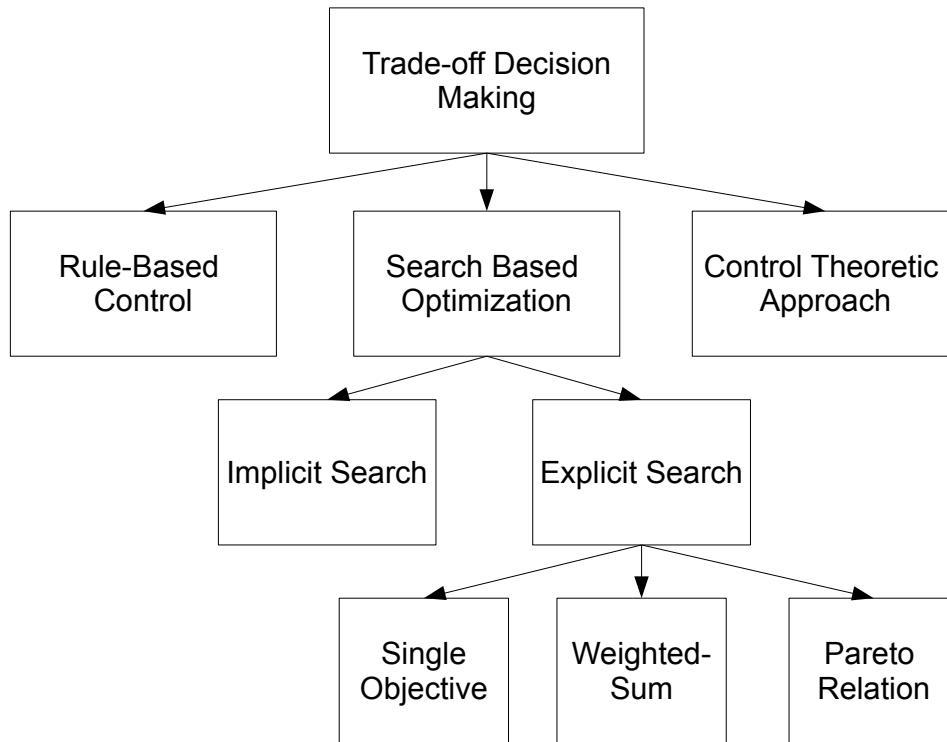 Trade-off Decision
Making
Rule-Based
Control
Search Based
Optimization
Control Theoretic
Approach
Implicit Search
Explicit Search
Single
Objective
Weighted-
Sum
Pareto
Relation